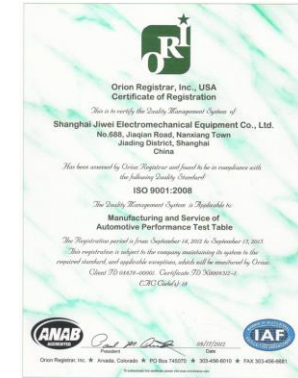 ORI
Orion Registrar, Inc., USA
Certificate of Registration
This is to certify the Quality Management System of
Shanghai Jiwei Electromechanical Equipment Co., Ltd.
No.688, Jiaqian Road, Nanxiang Town
Jiading District, Shanghai
China
Has been assessed by Orion Registrar and found to be in compliance with
the following Quality Standard:
ISO 9001:2008
The Quality Management System is Applicable to:
Manufacturing and Service of
Automotive Performance Test Table
The Registration period is from September 14, 2012 to September 13, 2015
This registration is subject to the company maintaining its system to the
required standard, and applicable exceptions, which will be monitored by Orion.
ANAB
ACCREDITED
President
Date
IAF
Orion Registrar, Inc. ★ Arvada, Colorado ★ PO Box 745070 ★ 303-456-6010 ★ FAX 303-456-6681